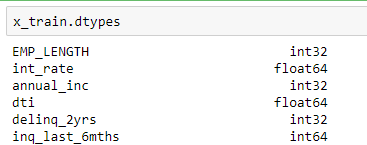 x_train.dtypes
EMP_LENGTH int32
int_rate float64
annual_inc int32
dti float64
delinq_2yrs int32
inq_last_6mths int64